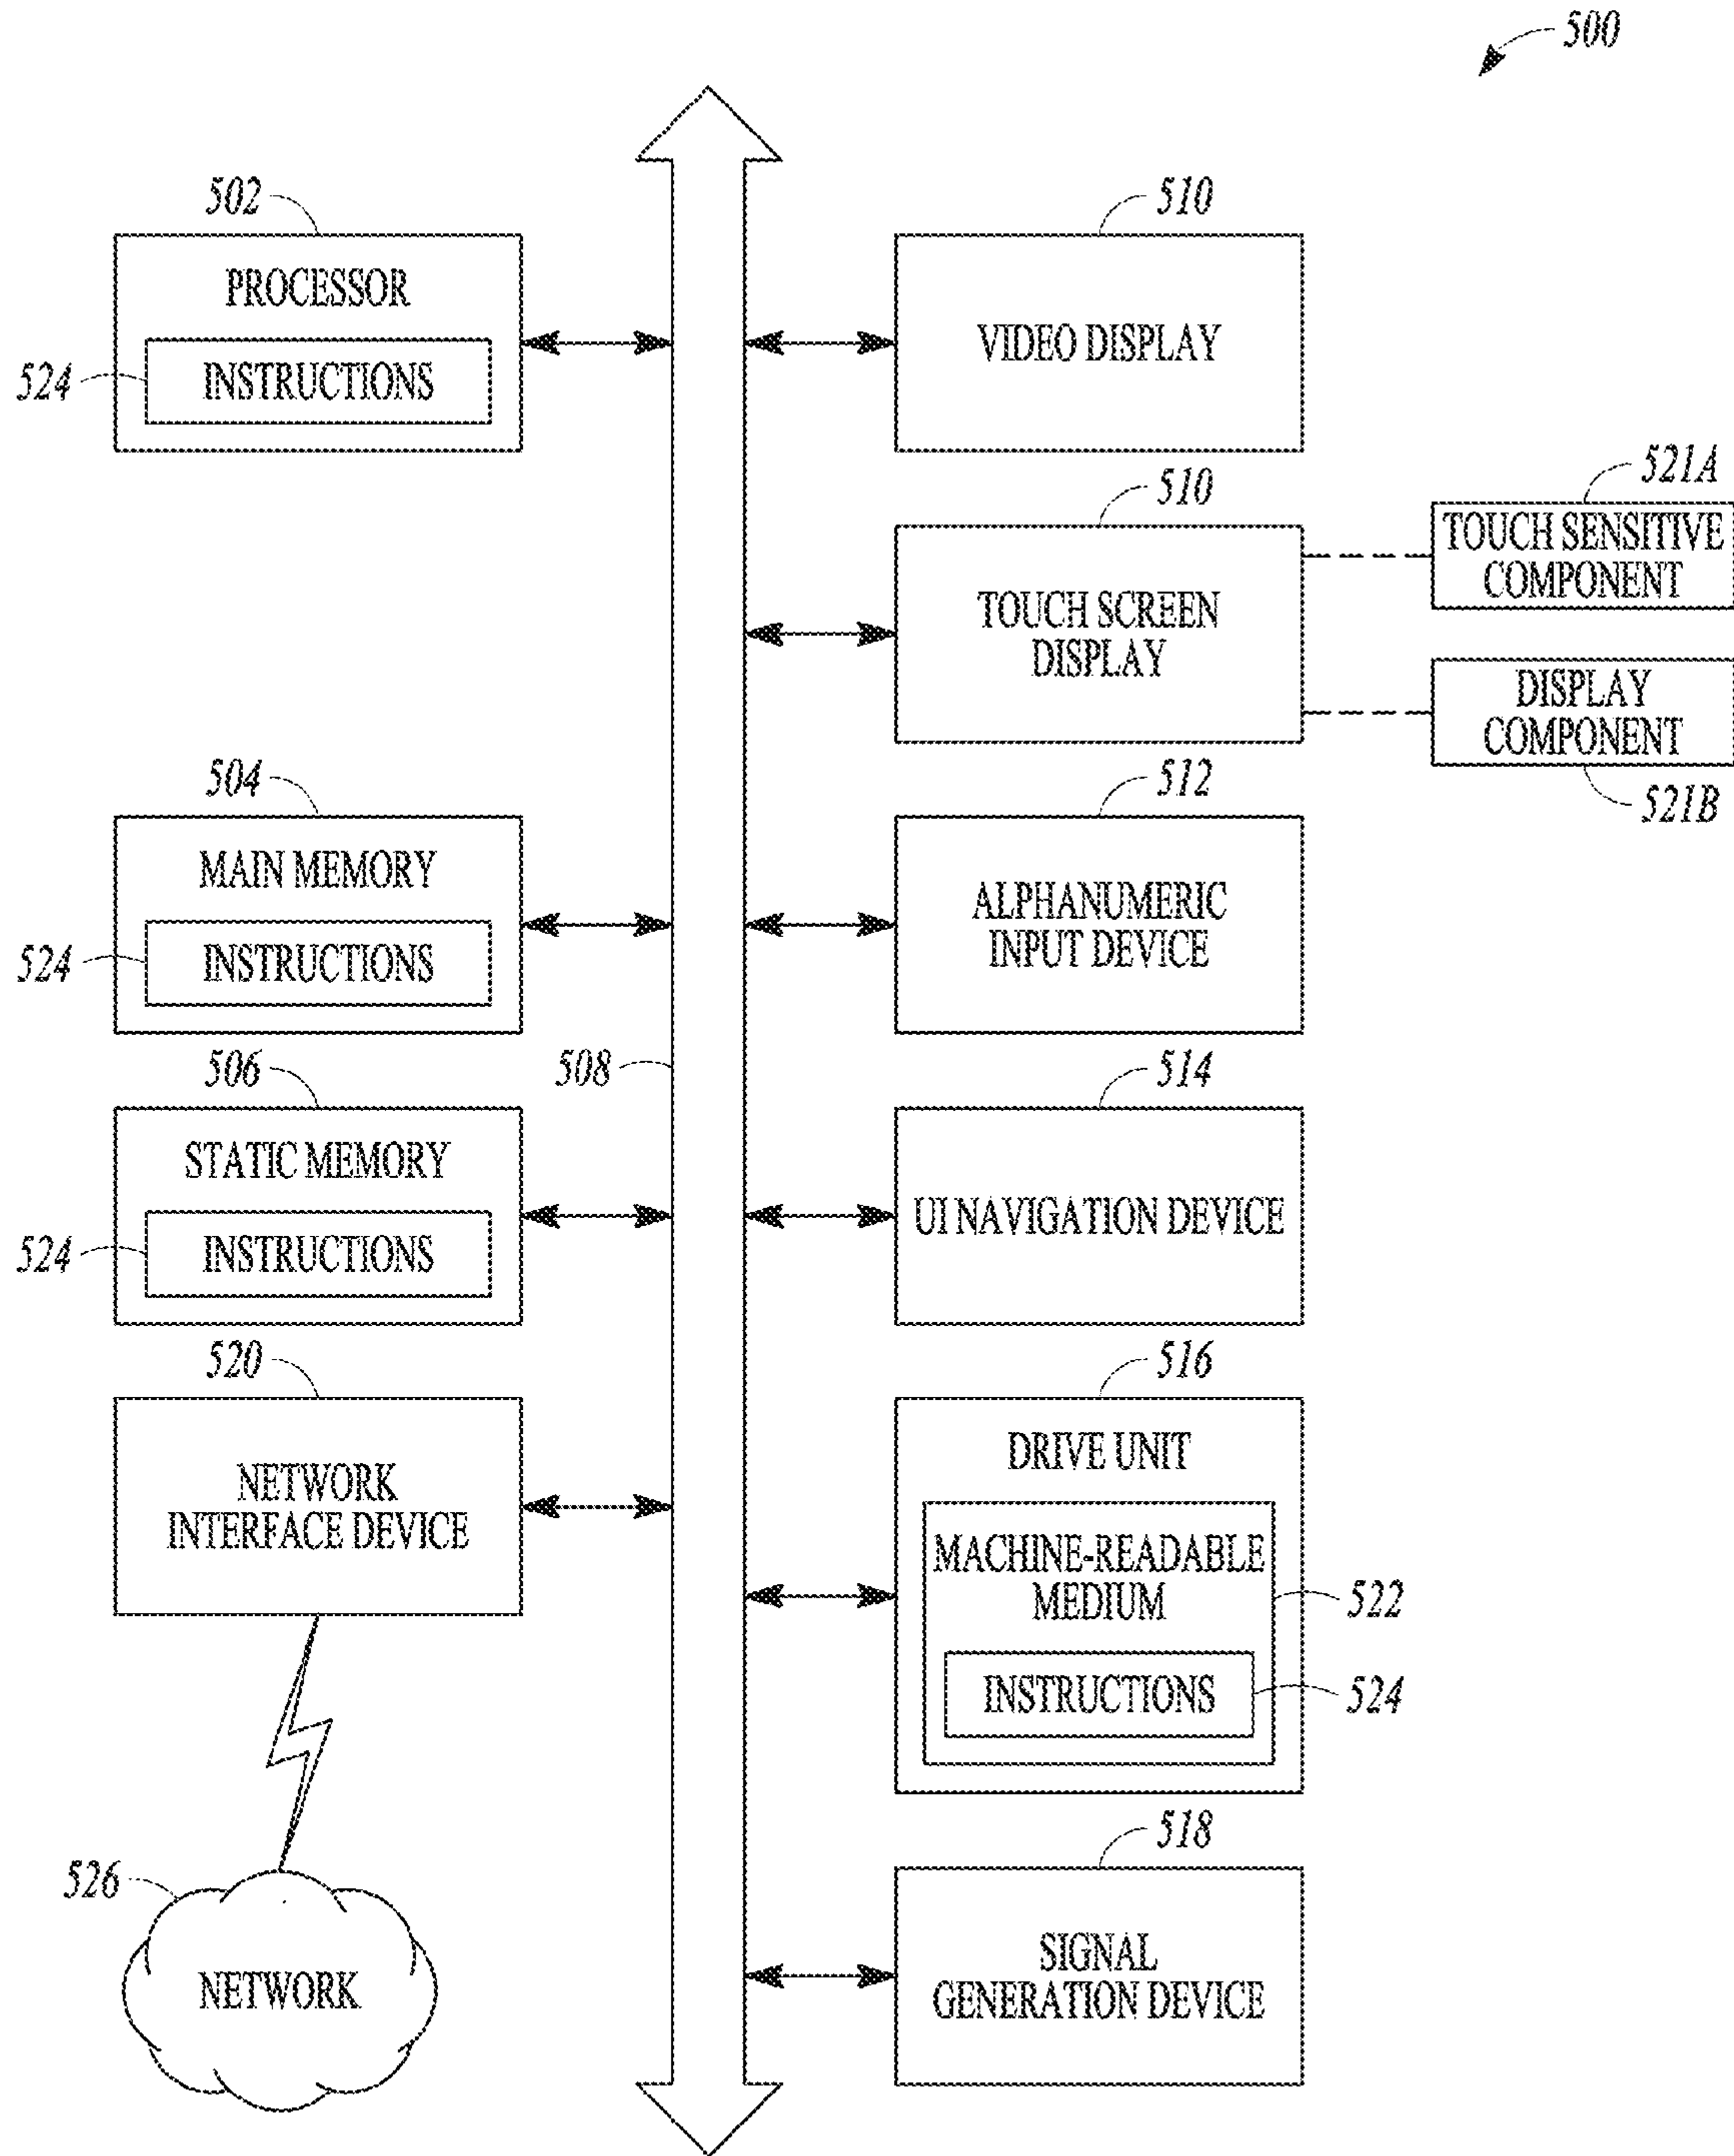 500
502
PROCESSOR
524
INSTRUCTIONS
510
VIDEO DISPLAY
510
TOUCH SCREEN
DISPLAY
521A
TOUCH SENSITIVE
COMPONENT
DISPLAY
COMPONENT
521B
504
MAIN MEMORY
524
INSTRUCTIONS
512
ALPHANUMERIC
INPUT DEVICE
506
STATIC MEMORY
524
INSTRUCTIONS
508
514
UI NAVIGATION DEVICE
520
NETWORK
INTERFACE DEVICE
516
DRIVE UNIT
MACHINE-READABLE
MEDIUM
522
INSTRUCTIONS
524
526
NETWORK
518
SIGNAL
GENERATION DEVICE